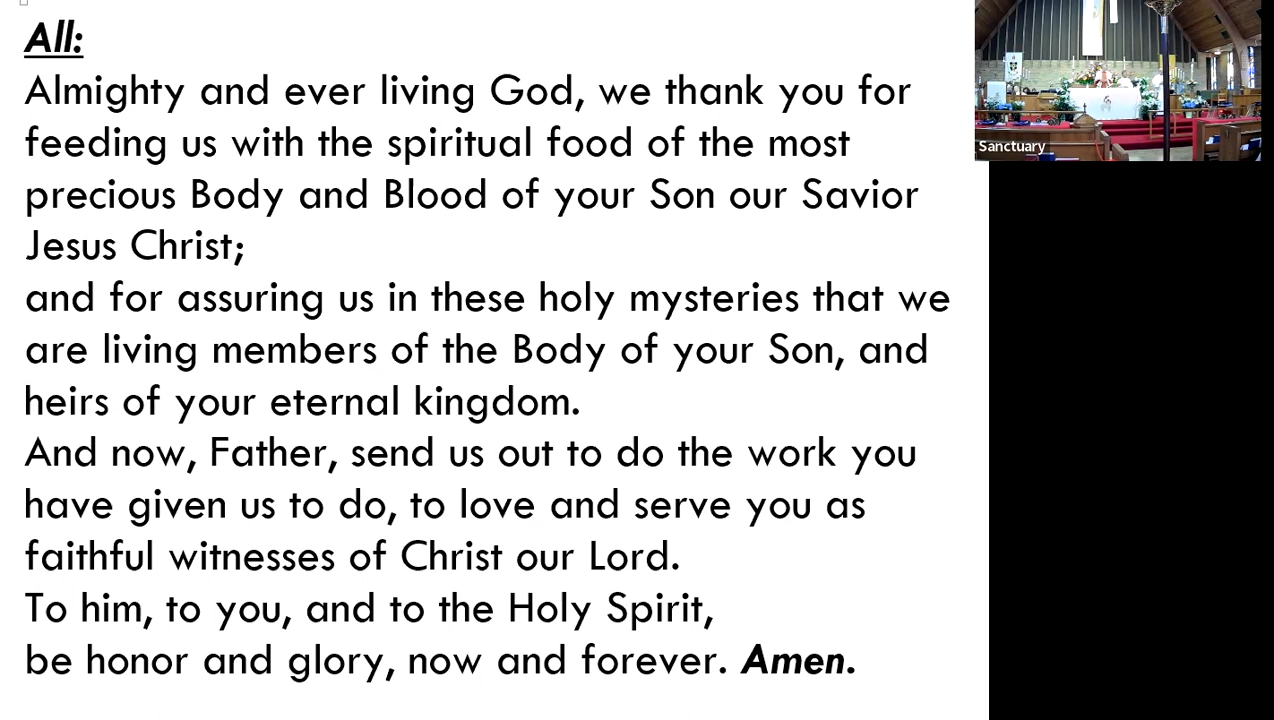 All:
Almighty and ever living God, we thank you for
feeding us with the spiritual food of the most
precious Body and Blood of your Son our Savior
Jesus Christ;
and for assuring us in these holy mysteries that we
are living members of the Body of your Son, and
heirs of your eternal kingdom.
And now, Father, send us out to do the work you
have given us to do, to love and serve you as
faithful witnesses of Christ our Lord.
To him, to you, and to the Holy Spirit,
be honor and glory, now and forever. Amen.
Sanctuary